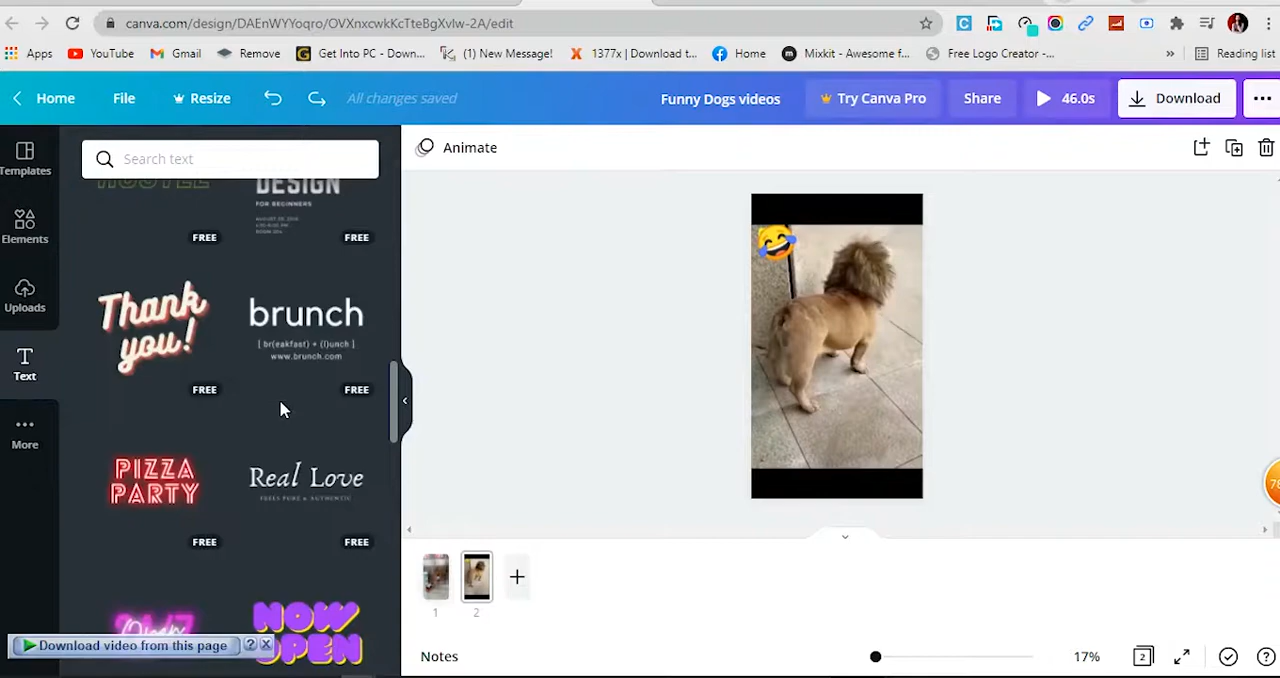 canva.com/design/DAEnWYYoqro/OVXnxcwkKcTteBgXvlw-2A/edit
Apps YouTube Gmail Remove Get Into PC - Down... (1) New Message! 1377x | Download t... Home Mixkit - Awesome f... Free Logo Creator -... » Reading list
Home File Resize All changes saved Funny Dogs videos Try Canva Pro Share 46.0s Download
Templates
Elements
Uploads
Text
More
Search text
DESIGN
FOR BEGINNERS
FREE FREE
Thank
you!
brunch
[ br(eakfast) + (l)unch ]
www.brunch.com
FREE FREE
PIZZA
PARTY
Real Love
FREE FREE
Open
NOW
OPEN
Download video from this page ?
Animate
1 2
Notes 17% 2 ?